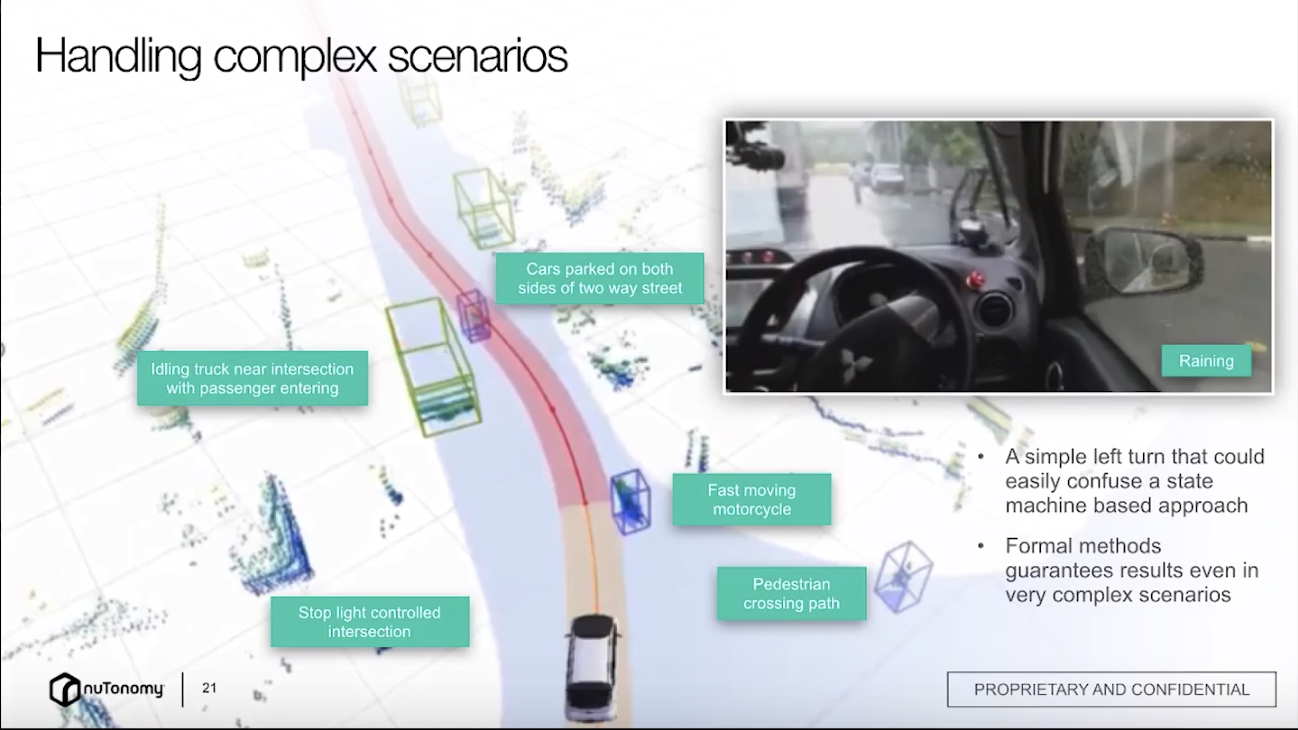 Handling complex scenarios
Cars parked on both
sides of two way street
Idling truck near intersection
with passenger entering
Raining
Fast moving
motorcycle
Pedestrian
crossing path
Stop light controlled
intersection
• A simple left turn that could
easily confuse a state
machine based approach
• Formal methods
guarantees results even in
very complex scenarios
nuTonomy
21
PROPRIETARY AND CONFIDENTIAL